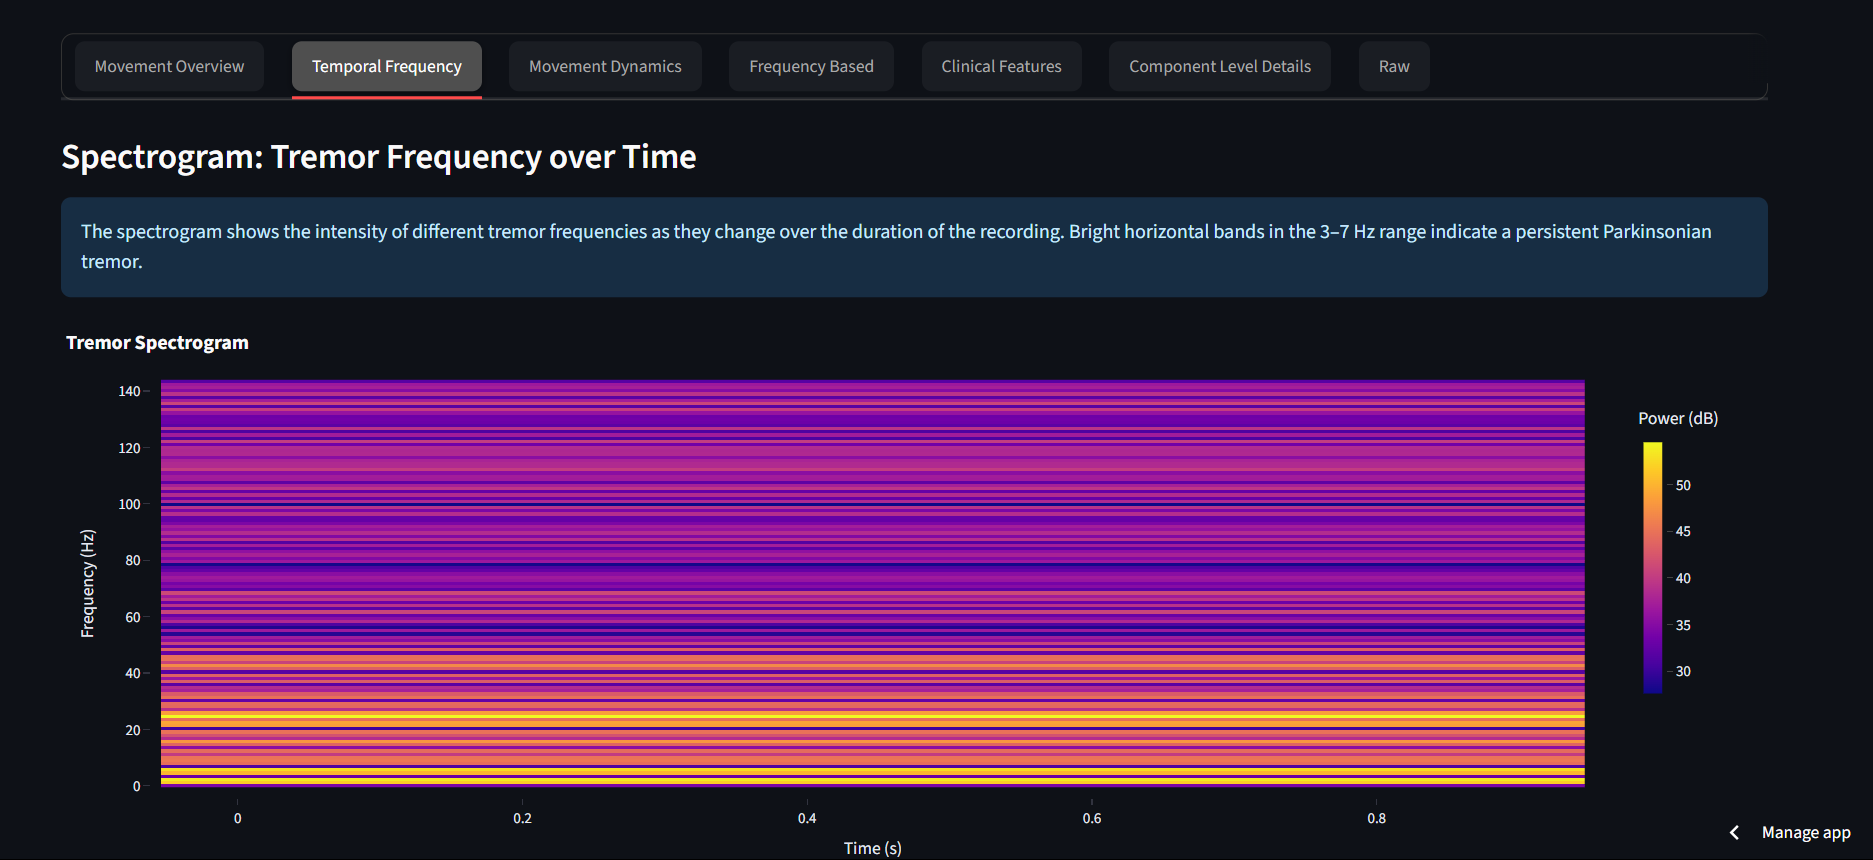 Movement Overview
Temporal Frequency
Movement Dynamics
Frequency Based
Clinical Features
Component Level Details
Raw
Spectrogram: Tremor Frequency over Time
The spectrogram shows the intensity of different tremor frequencies as they change over the duration of the recording. Bright horizontal bands in the 3–7 Hz range indicate a persistent Parkinsonian
tremor.
Tremor Spectrogram
140
120
100
80
60
40
20
0
Frequency (Hz)
0
0.2
0.4
0.6
0.8
Time (s)
Power (dB)
50
45
40
35
30
Manage app